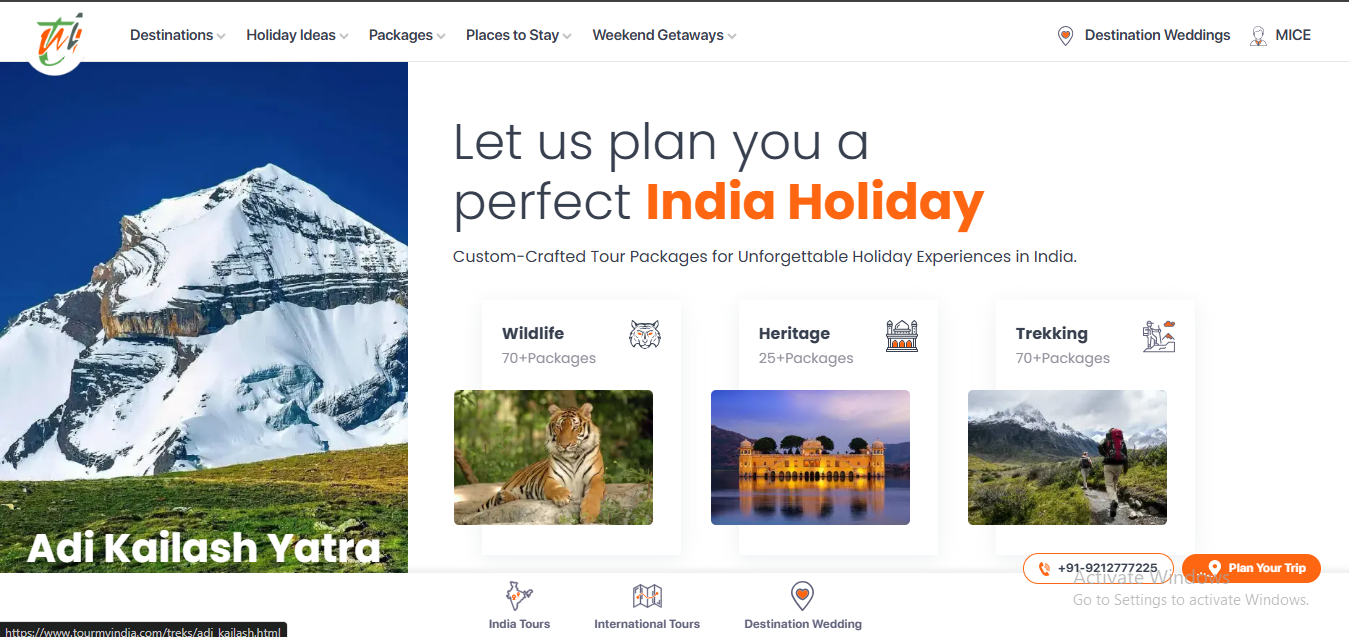 twi
Destinations
Holiday Ideas
Packages
Places to Stay
Weekend Getaways
Destination Weddings
MICE
Let us plan you a
perfect India Holiday
Custom-Crafted Tour Packages for Unforgettable Holiday Experiences in India.
Wildlife
70+Packages
Heritage
25+Packages
Trekking
70+Packages
Adi Kailash Yatra
+91-9212777225
Plan Your Trip
Activate Windows
Go to Settings to activate Windows.
India Tours
International Tours
Destination Wedding
https://www.tourmyindia.com/treks/adi_kailash.html